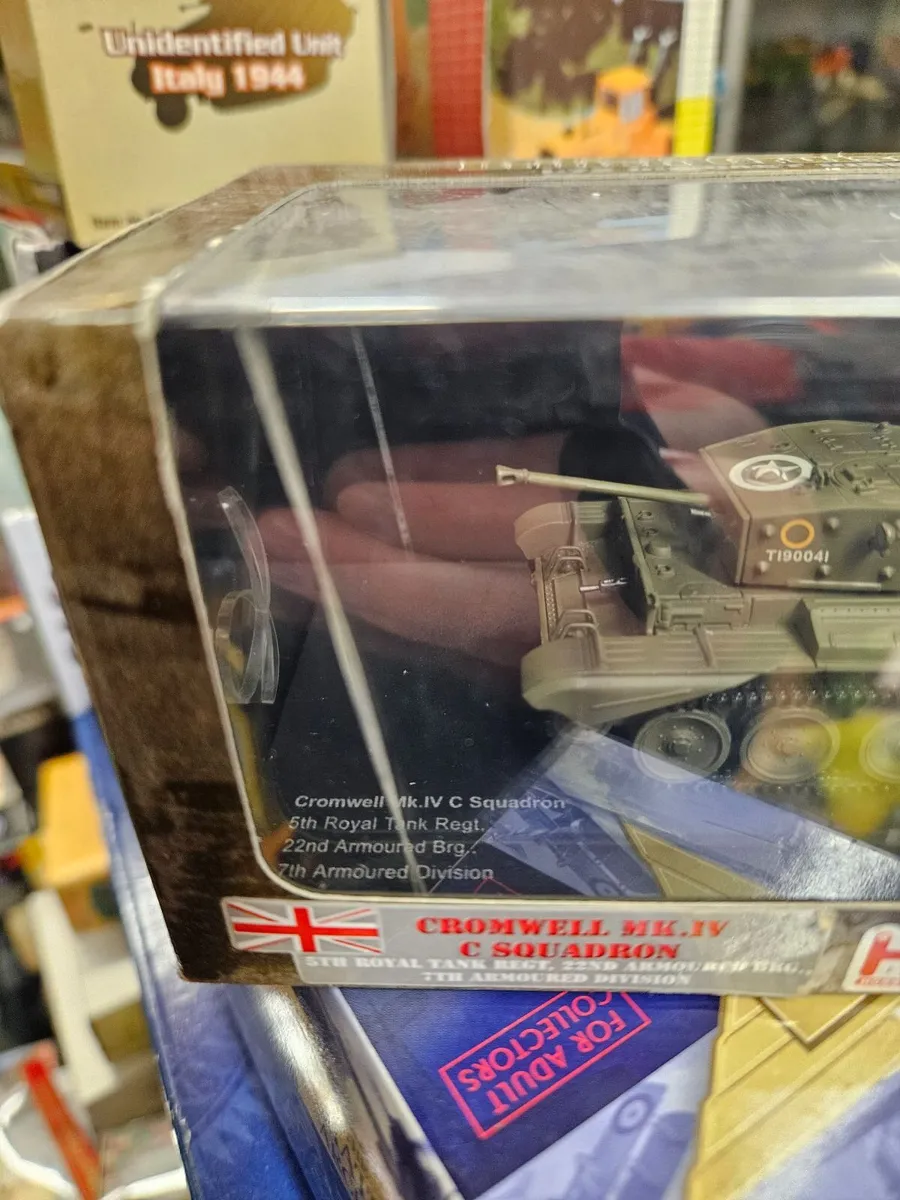 Unidentified Unit
Italy 1944
T190041
Cromwell Mk.IV C Squadron
5th Royal Tank Regt.
22nd Armoured Brg.,
7th Armoured Division
CROMWELL MK.IV
C SQUADRON
5TH ROYAL TANK REGT, 22ND ARMOURED BRG.,
7TH ARMOURED DIVISION
H
FOR ADULT
COLLECTORS